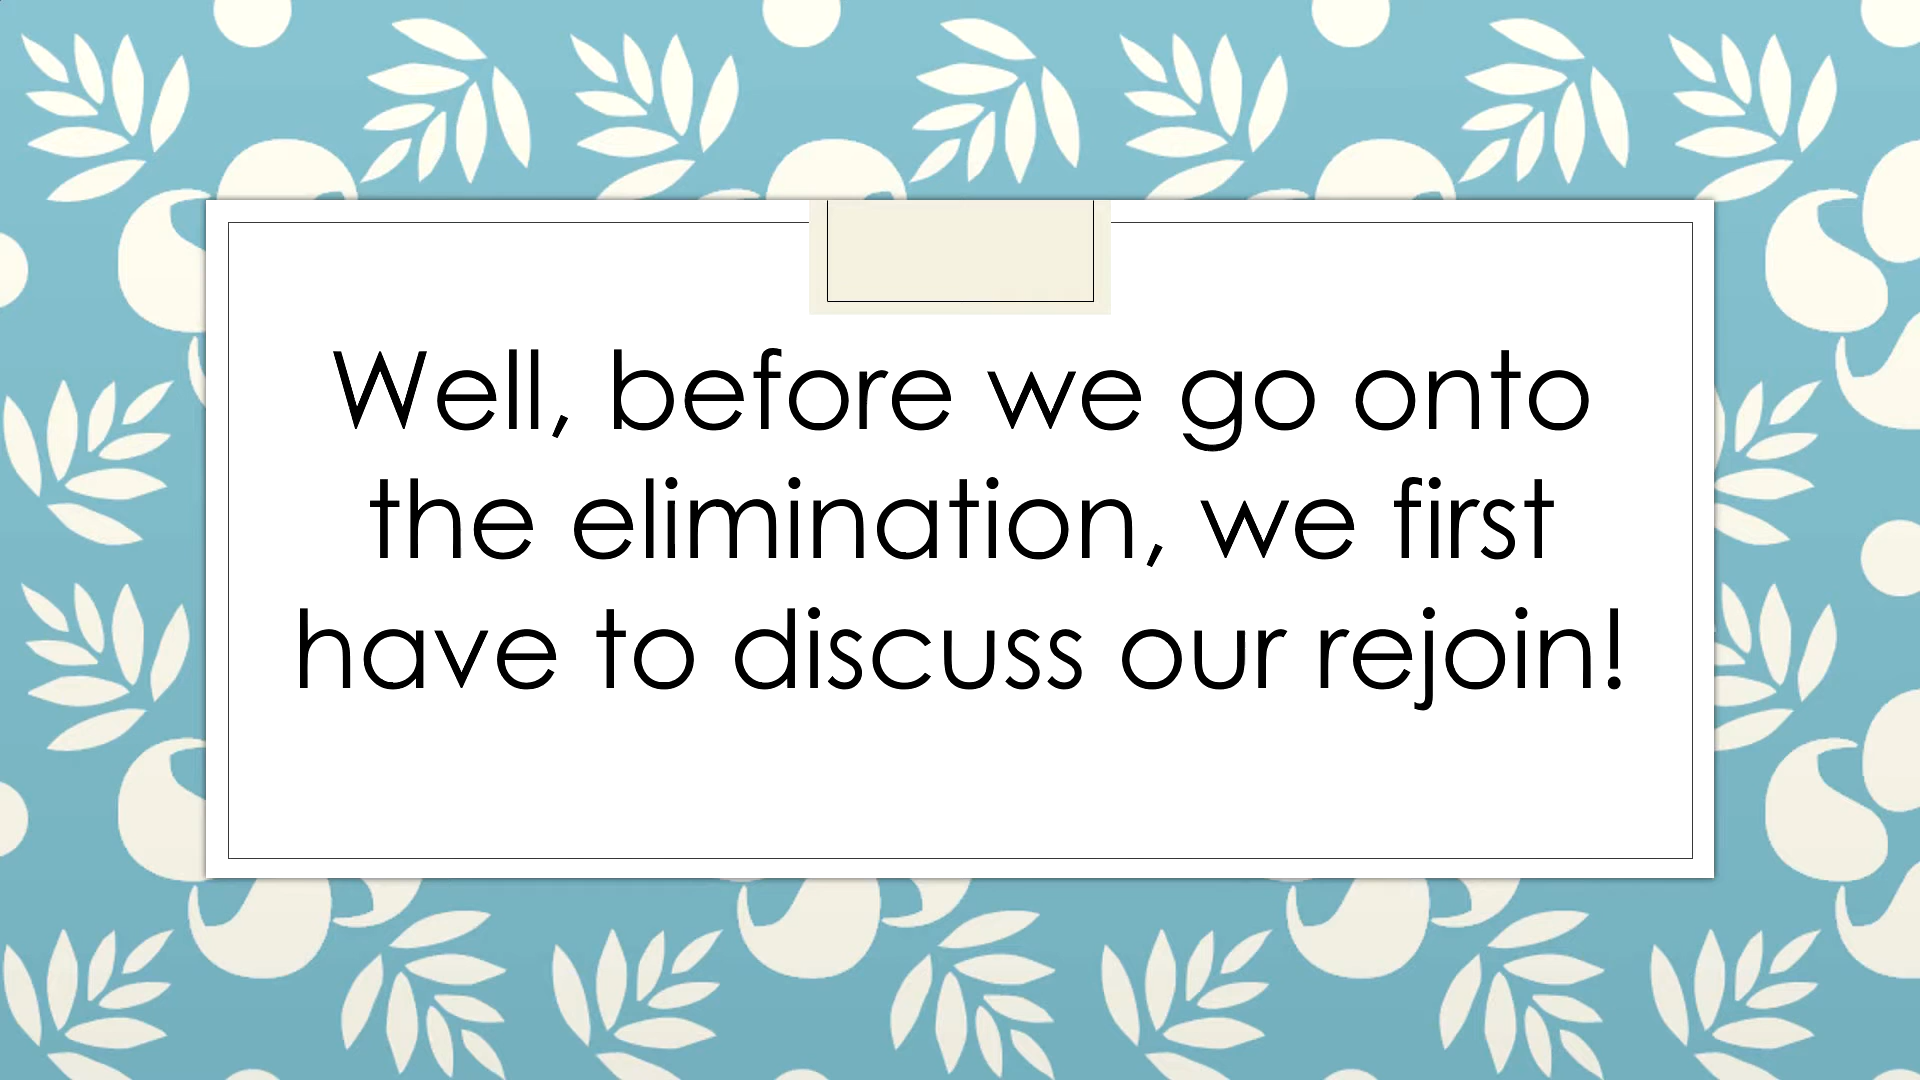 Well, before we go onto
the elimination, we first
have to discuss our rejoin!